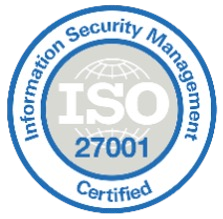 Information Security Management
ISO
27001
Certified